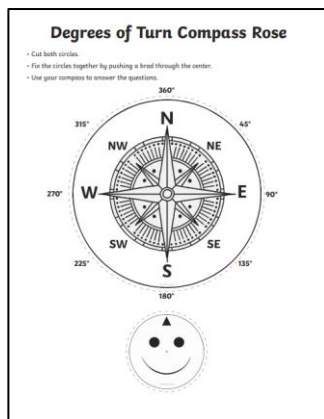 Degrees of Turn Compass Rose
• Cut both circles.
• Fix the circles together by pushing a brad through the center.
• Use your compass to answer the questions.
360°
315° 45°
N
NW NE
270° W E 90°
SW SE
S
225° 135°
180°